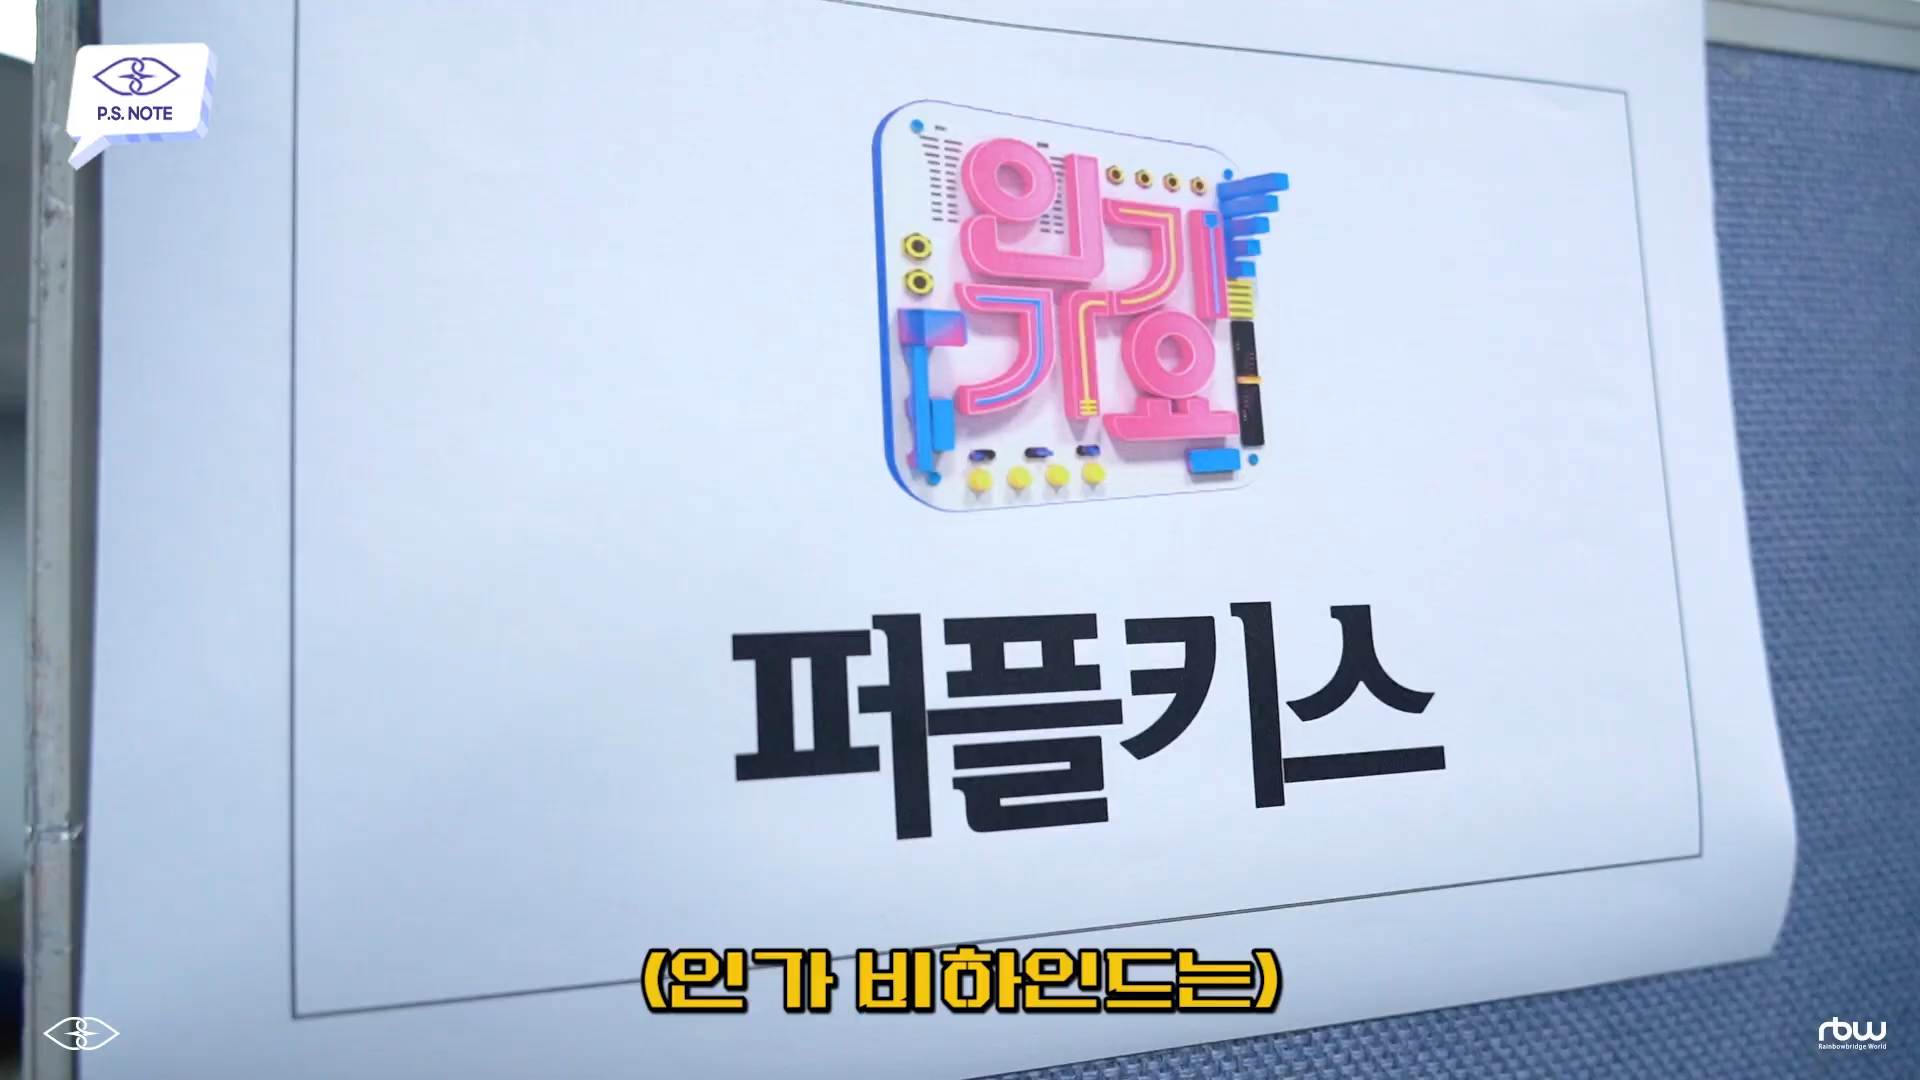 P.S. NOTE
인기
가요
퍼플키스
(인가 비하인드는)
rbw
Rainbowbridge World